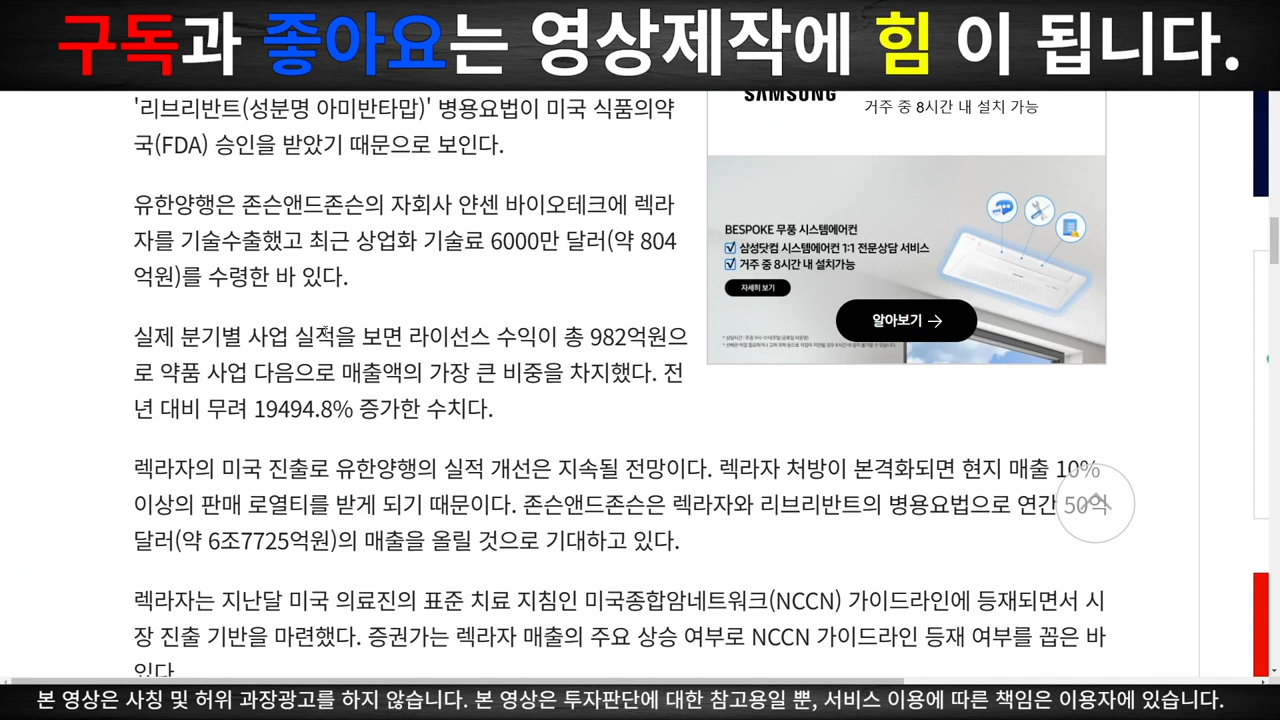 구독과 좋아요는 영상제작에 힘 이 됩니다.
'리브리반트(성분명 아미반타맙)' 병용요법이 미국 식품의약
국(FDA) 승인을 받았기 때문으로 보인다.
유한양행은 존슨앤드존슨의 자회사 얀센 바이오테크에 렉라
자를 기술수출했고 최근 상업화 기술료 6000만 달러(약 804
억원)를 수령한 바 있다.
실제 분기별 사업 실적을 보면 라이선스 수익이 총 982억원으
로 약품 사업 다음으로 매출액의 가장 큰 비중을 차지했다. 전
년 대비 무려 19494.8% 증가한 수치다.
SAMSUNG
거주 중 8시간 내 설치 가능
BESPOKE 무풍 시스템에어컨
삼성닷컴 시스템에어컨 1:1 전문상담 서비스
거주 중 8시간 내 설치가능
자세히 보기
알아보기 →
렉라자의 미국 진출로 유한양행의 실적 개선은 지속될 전망이다. 렉라자 처방이 본격화되면 현지 매출 10%
이상의 판매 로열티를 받게 되기 때문이다. 존슨앤드존슨은 렉라자와 리브리반트의 병용요법으로 연간 50억
달러(약 6조7725억원)의 매출을 올릴 것으로 기대하고 있다.
렉라자는 지난달 미국 의료진의 표준 치료 지침인 미국종합암네트워크(NCCN) 가이드라인에 등재되면서 시
장 진출 기반을 마련했다. 증권가는 렉라자 매출의 주요 상승 여부로 NCCN 가이드라인 등재 여부를 꼽은 바
있다
본 영상은 사칭 및 허위 과장광고를 하지 않습니다. 본 영상은 투자판단에 대한 참고용일 뿐, 서비스 이용에 따른 책임은 이용자에 있습니다.